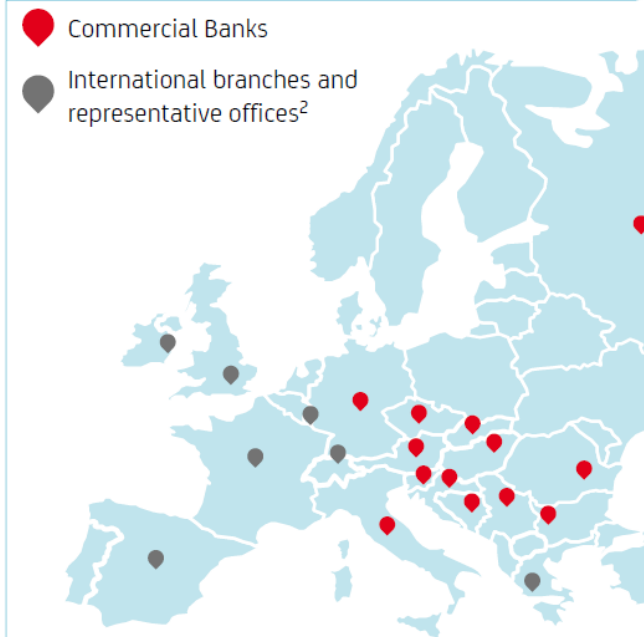 Commercial Banks
International branches and
representative offices²